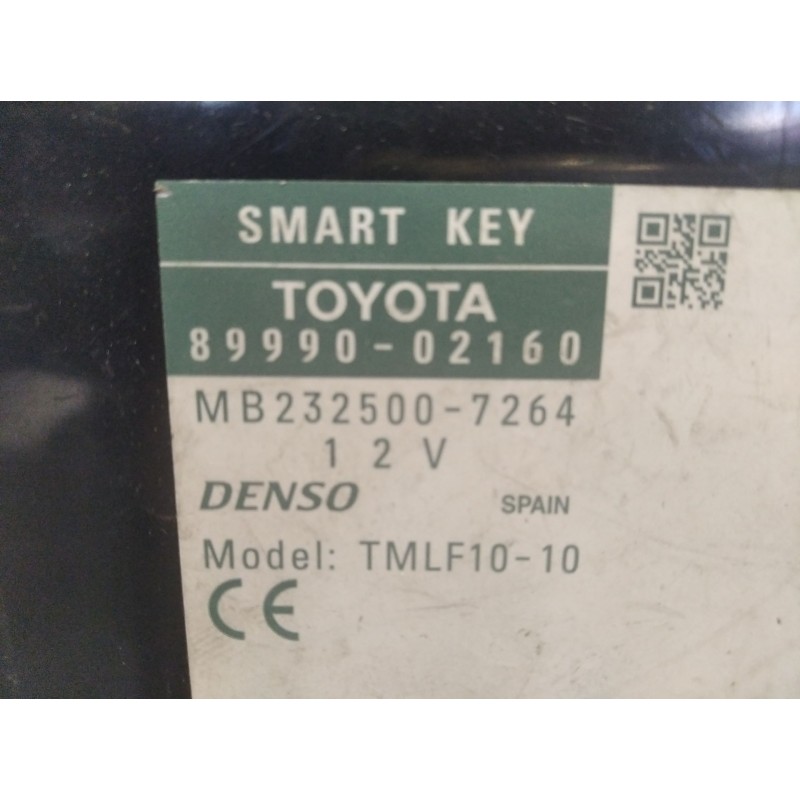 SMART KEY
TOYOTA
89990-02160
MB232500-7264
12V
DENSO SPAIN
Model: TMLF10-10
CE